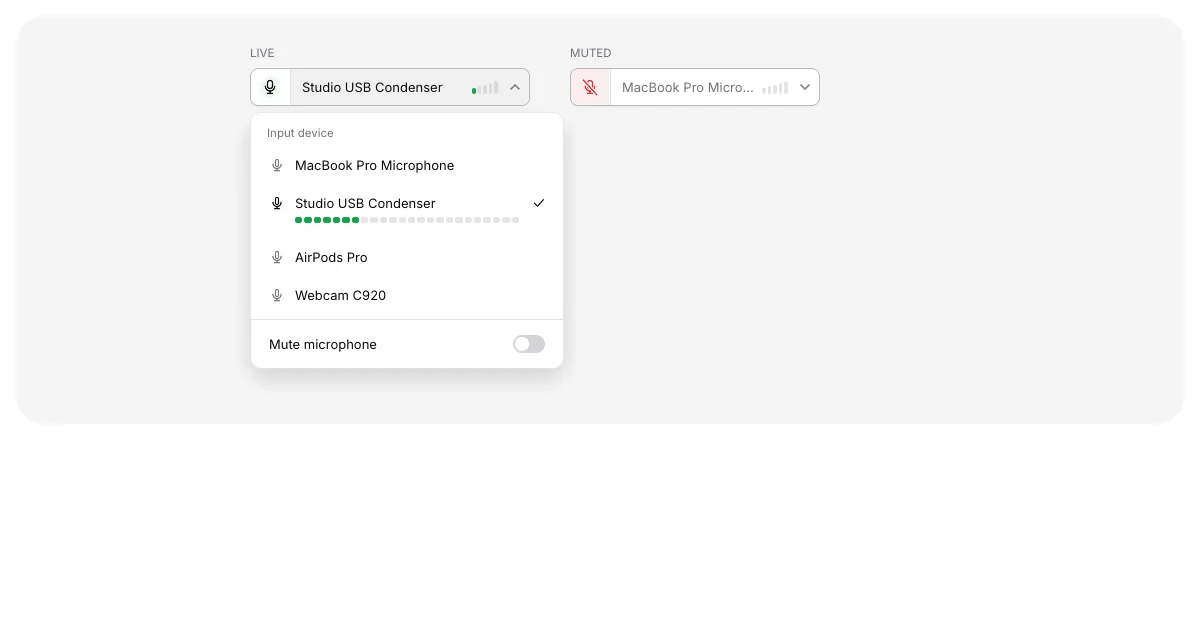 LIVE
MUTED
Studio USB Condenser
MacBook Pro Micro...
Input device
MacBook Pro Microphone
Studio USB Condenser
AirPods Pro
Webcam C920
Mute microphone